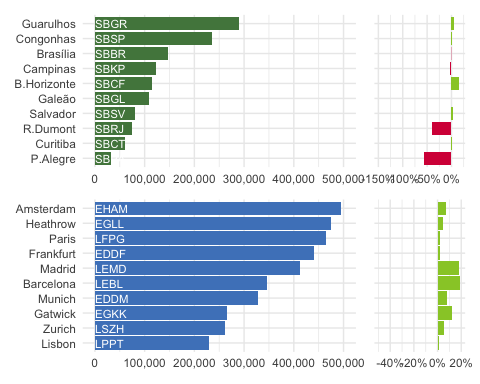 Guarulhos SBGR
Congonhas SBSP
Brasília SBBR
Campinas SBKP
B.Horizonte SBCF
Galeão SBGL
Salvador SBSV
R.Dumont SBRJ
Curitiba SBCT
P.Alegre SB
0 100,000 200,000 300,000 400,000 500,000 -150% -100% -50% 0%
Amsterdam EHAM
Heathrow EGLL
Paris LFPG
Frankfurt EDDF
Madrid LEMD
Barcelona LEBL
Munich EDDM
Gatwick EGKK
Zurich LSZH
Lisbon LPPT
0 100,000 200,000 300,000 400,000 500,000 -40% -20% 0% 20%